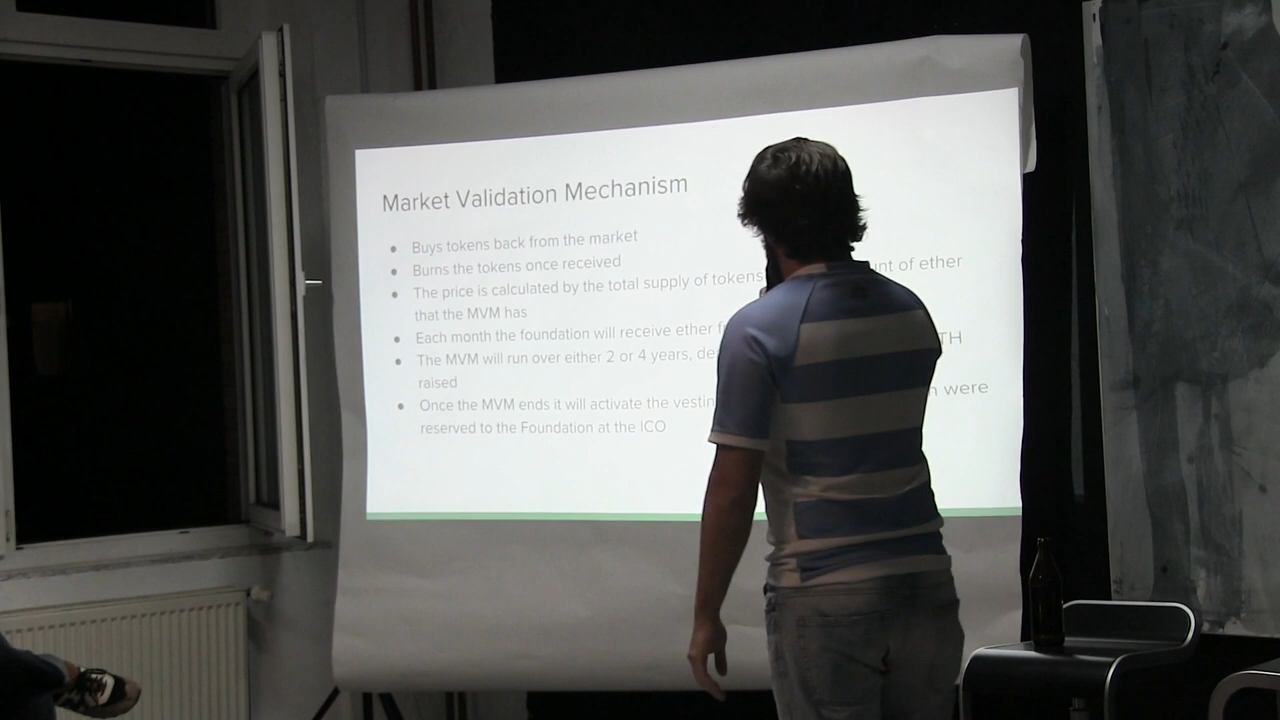 Market Validation Mechanism
• Buys tokens back from the market
• Burns the tokens once received
• The price is calculated by the total supply of tokens of ether
that the MVM has
• Each month the foundation will receive ether
• The MVM will run over either 2 or 4 years, TH
raised
• Once the MVM ends it will activate the were
reserved to the Foundation at the ICO